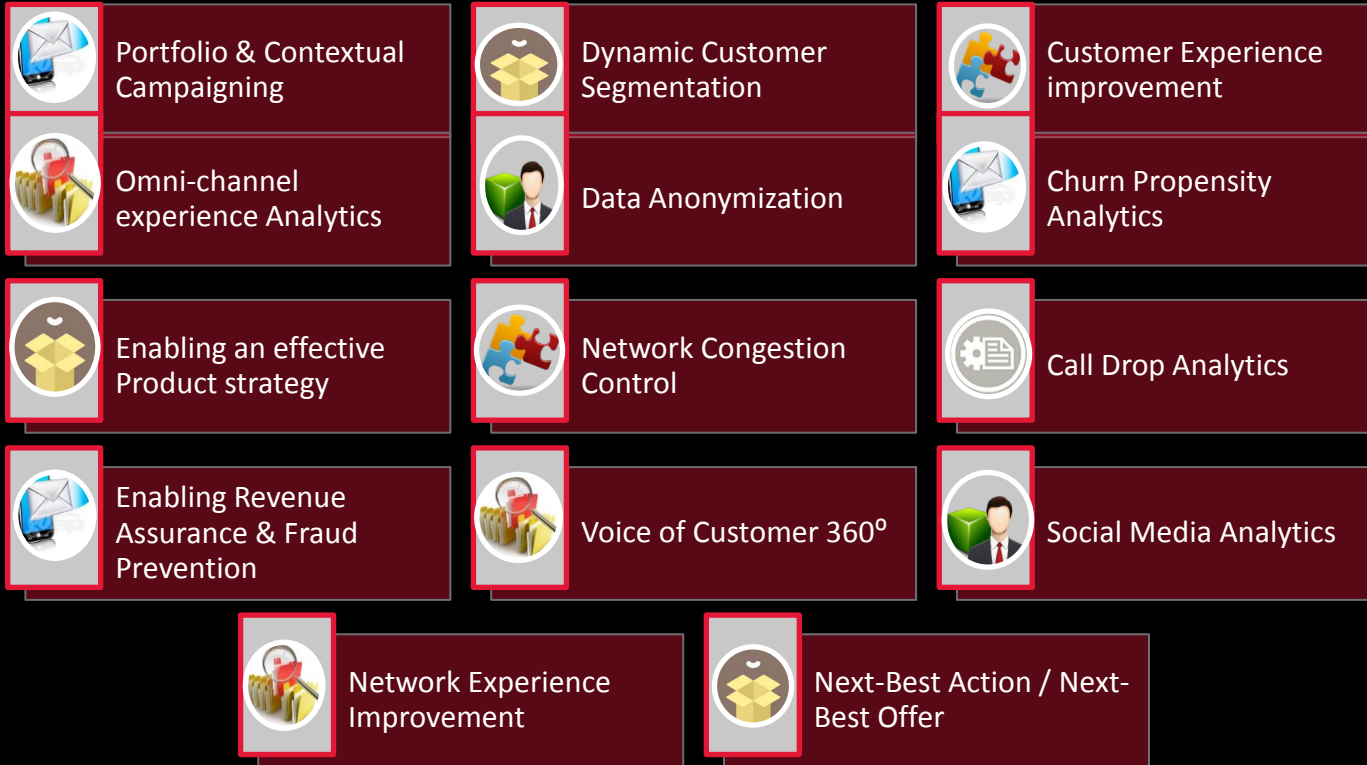 Portfolio & Contextual
Campaigning
Dynamic Customer
Segmentation
Customer Experience
improvement
Omni-channel
experience Analytics
Data Anonymization
Churn Propensity
Analytics
Enabling an effective
Product strategy
Network Congestion
Control
Call Drop Analytics
Enabling Revenue
Assurance & Fraud
Prevention
Voice of Customer 360⁰
Social Media Analytics
Network Experience
Improvement
Next-Best Action / Next-
Best Offer